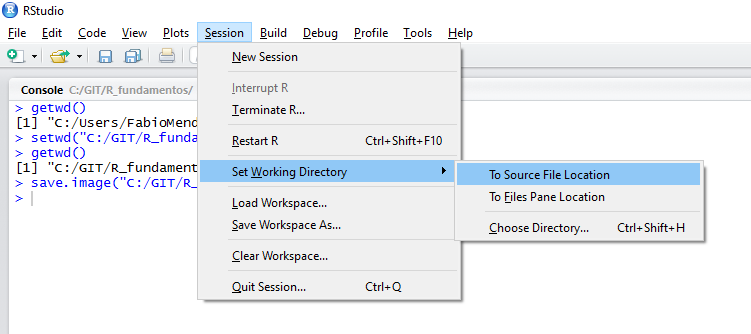 RStudio
File Edit Code View Plots Session Build Debug Profile Tools Help
New Session
Interrupt R
Terminate R...
Restart R Ctrl+Shift+F10
Set Working Directory
To Source File Location
To Files Pane Location
Choose Directory... Ctrl+Shift+H
Load Workspace...
Save Workspace As...
Clear Workspace...
Quit Session... Ctrl+Q
Console C:/GIT/R_fundamentos/
> getwd()
[1] "C:/Users/FabioMend
> setwd("C:/GIT/R_funda
> getwd()
[1] "C:/GIT/R_fundament
> save.image("C:/GIT/R_
>